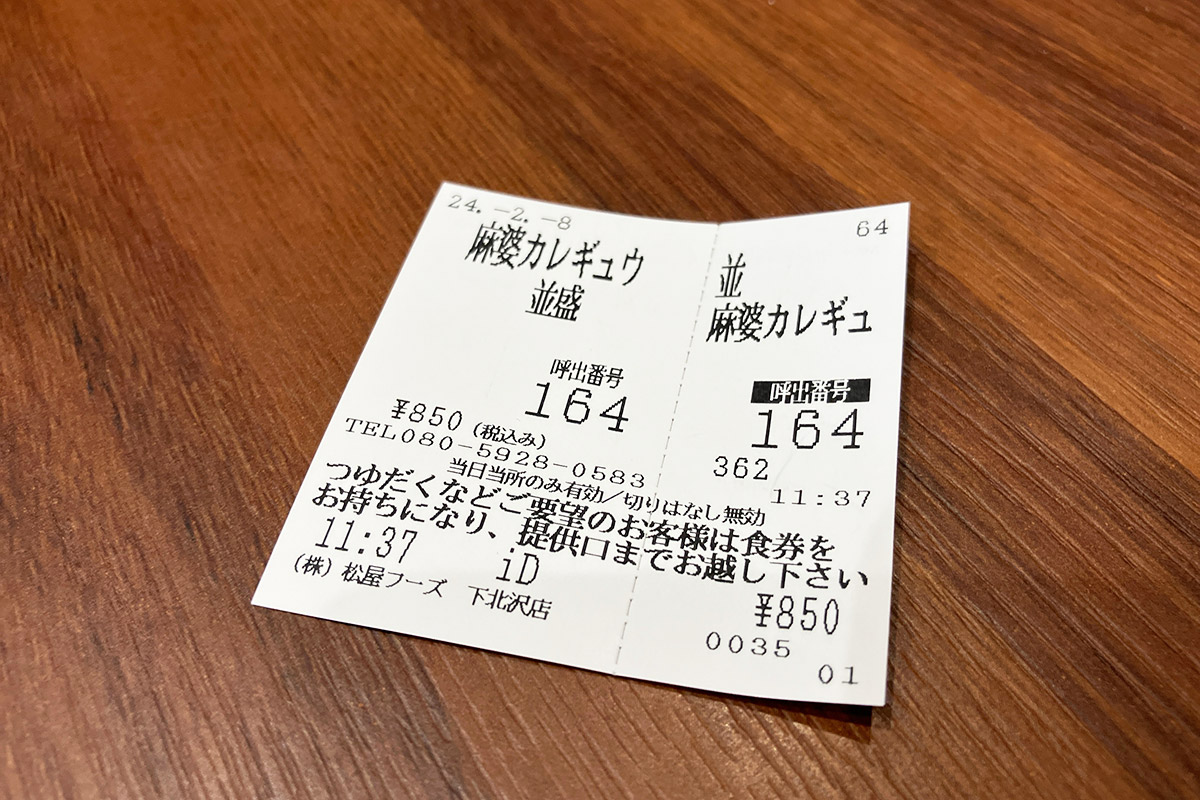 24.-2.-8
64
麻婆カレギュウ
並盛
並
麻婆カレギュ
呼出番号
164
呼出番号
164
¥850(税込み)
362
TEL080-5928-0583
11:37
当日当所のみ有効/切りはなし無効
つゆだくなどご要望のお客様は食券を
お持ちになり、提供口までお越し下さい
11:37 iD
¥850
(株)松屋フーズ 下北沢店
0035
01